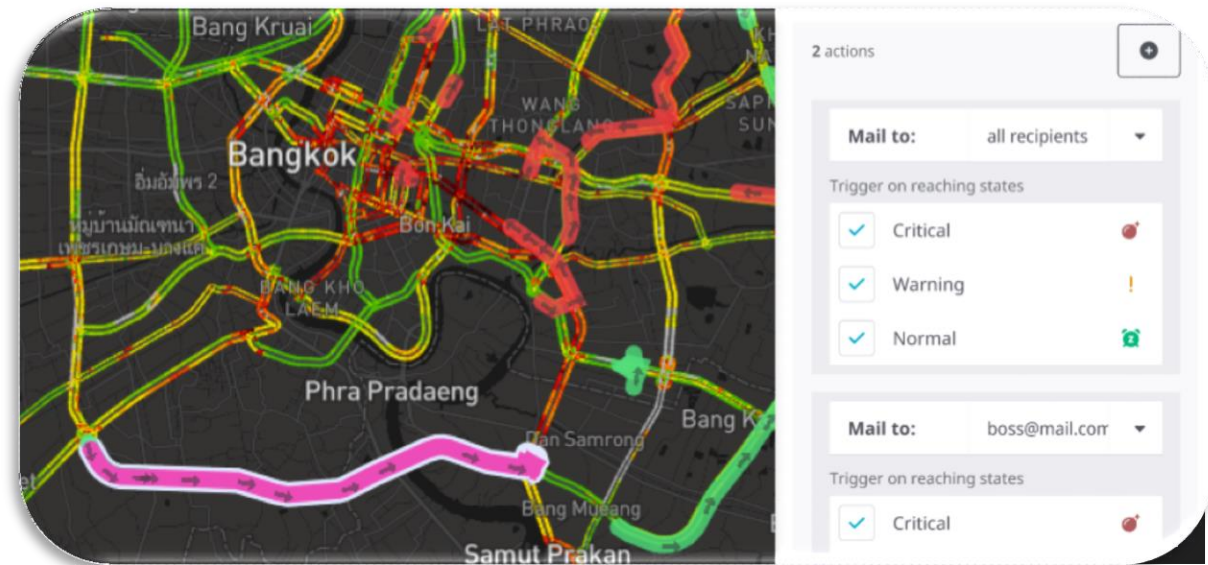 Bang Kruai
LAT PHRAO
WANG
THONGLANG
Bangkok
อิ่มอัมพร 2
หมู่บ้านมัณฑนา
เพชรเกษม-บางแค
Bon Kai
BANG KHO
LAEM
Phra Pradaeng
Bang K
Dan Samrong
Bang Mueang
Samut Prakan
2 actions
Mail to: all recipients
Trigger on reaching states
Critical
Warning
Normal
Mail to: boss@mail.com
Trigger on reaching states
Critical